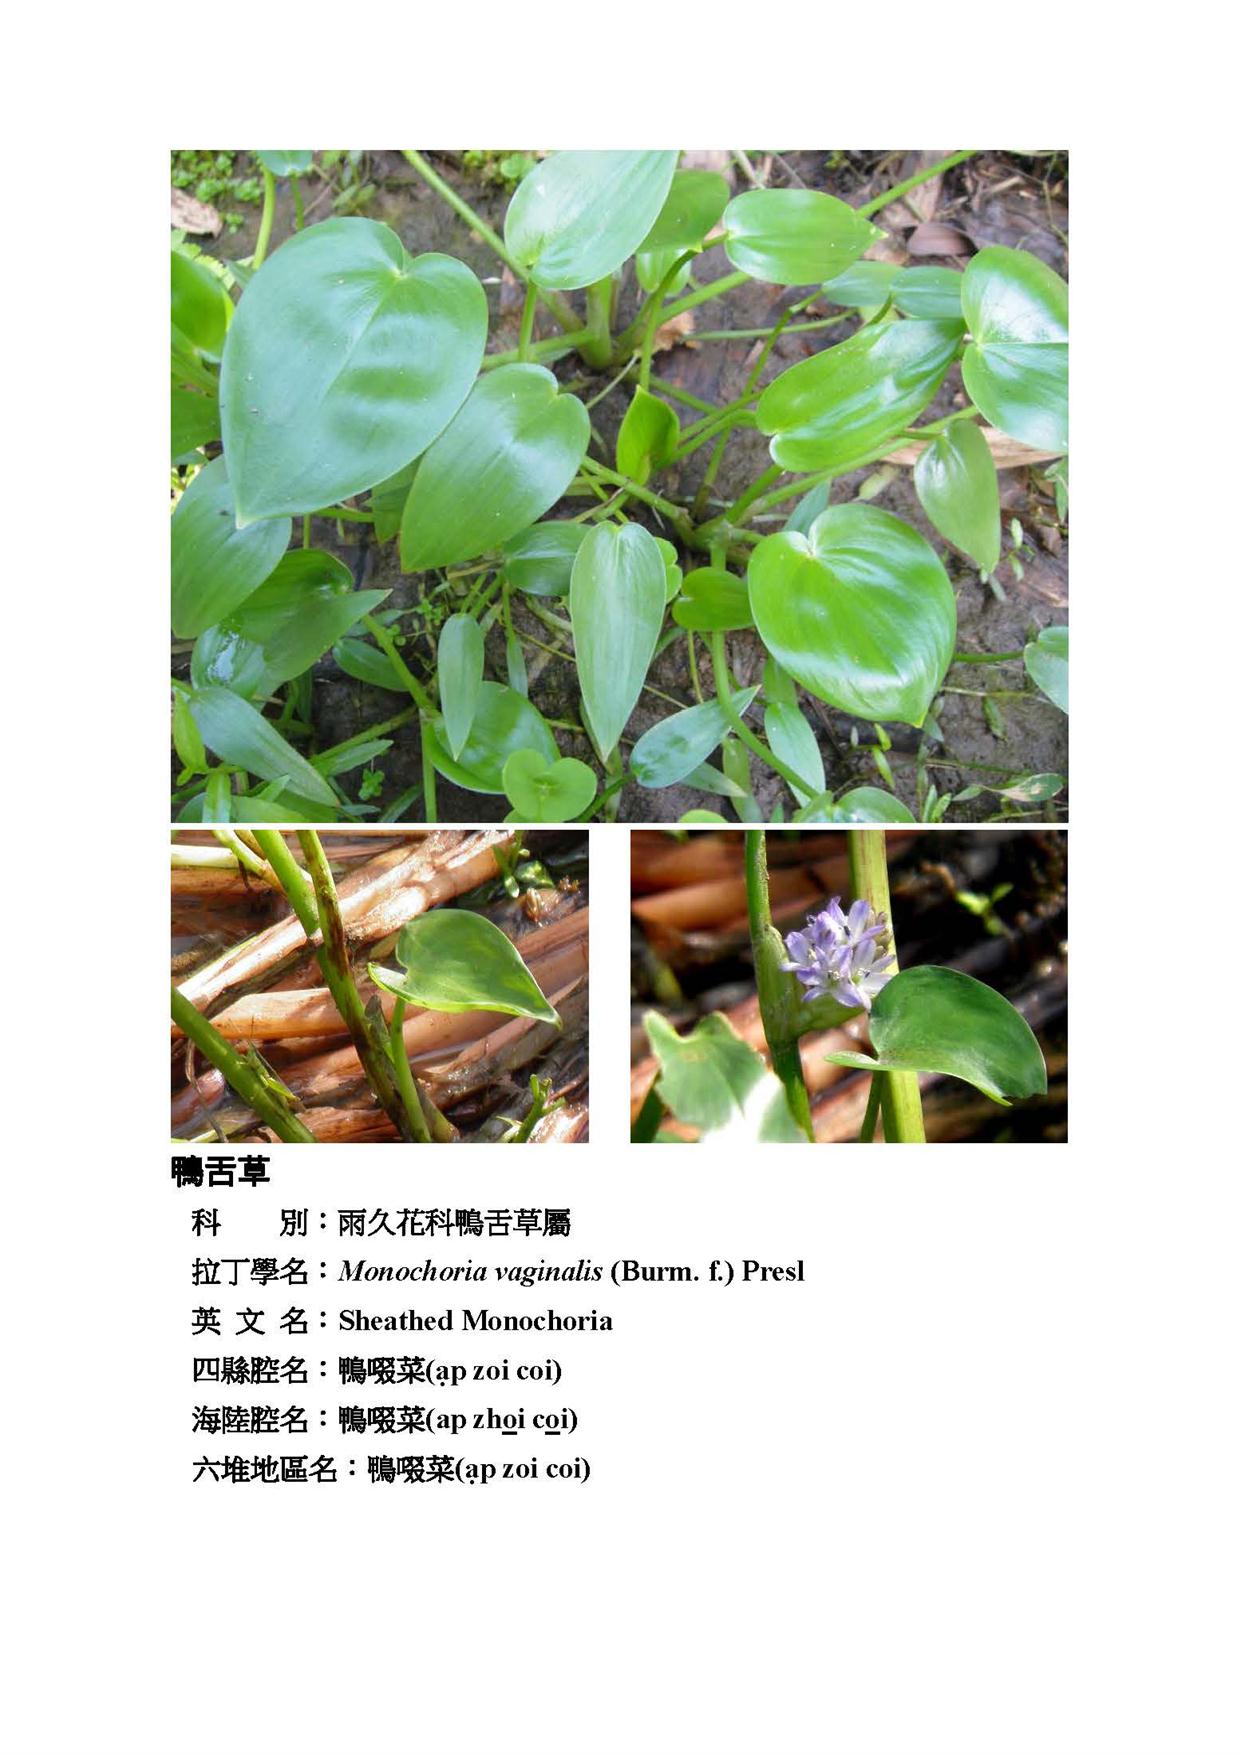 鴨舌草
科　　別：雨久花科鴨舌草屬
拉丁學名：Monochoria vaginalis (Burm. f.) Presl
英 文 名：Sheathed Monochoria
四縣腔名：鴨啜菜(ạp zoi coi)
海陸腔名：鴨啜菜(ap zho̲i co̲i)
六堆地區名：鴨啜菜(ạp zoi coi)